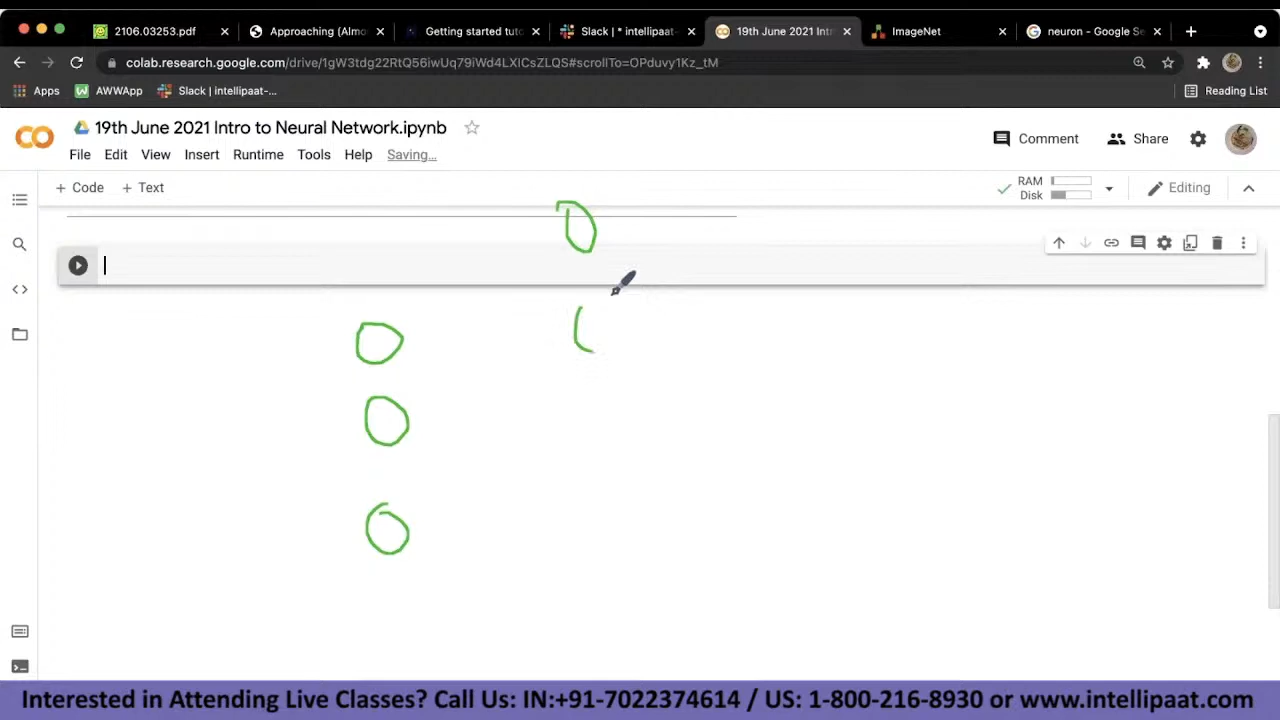 2106.03253.pdf
Approaching (Almo
Getting started tuto
Slack | * intellipaat-
19th June 2021 Intr
ImageNet
neuron - Google Se
colab.research.google.com/drive/1gW3tdg22RtQ56iwUq79iWd4LXICsZLQS#scrollTo=OPduvy1Kz_tM
Apps
AWWApp
Slack | intellipaat-...
Reading List
19th June 2021 Intro to Neural Network.ipynb
Comment
Share
File Edit View Insert Runtime Tools Help Saving...
+ Code + Text
RAM
Disk
Editing
Interested in Attending Live Classes? Call Us: IN:+91-7022374614 / US: 1-800-216-8930 or www.intellipaat.com